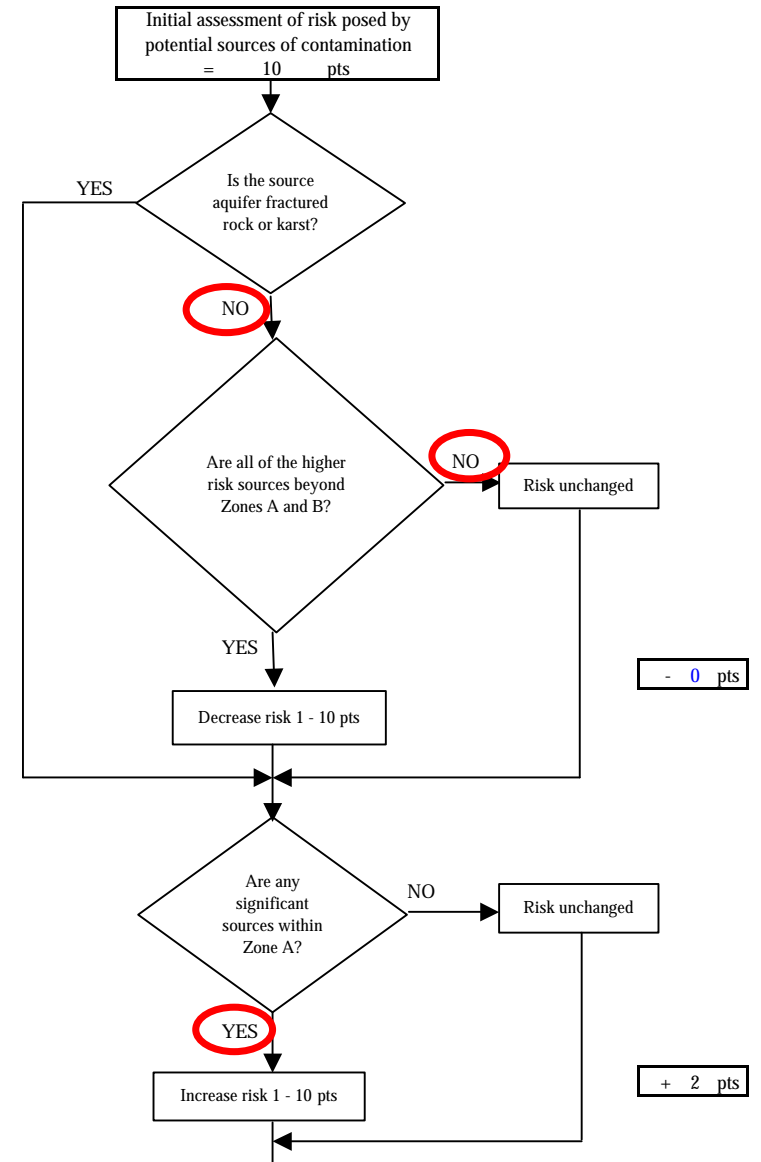 Initial assessment of risk posed by
potential sources of contamination
= 10 pts
YES
Is the source
aquifer fractured
rock or karst?
NO
Are all of the higher
risk sources beyond
Zones A and B?
NO
Risk unchanged
YES
- 0 pts
Decrease risk 1 - 10 pts
Are any
significant
sources within
Zone A?
NO
Risk unchanged
YES
Increase risk 1 - 10 pts
+ 2 pts